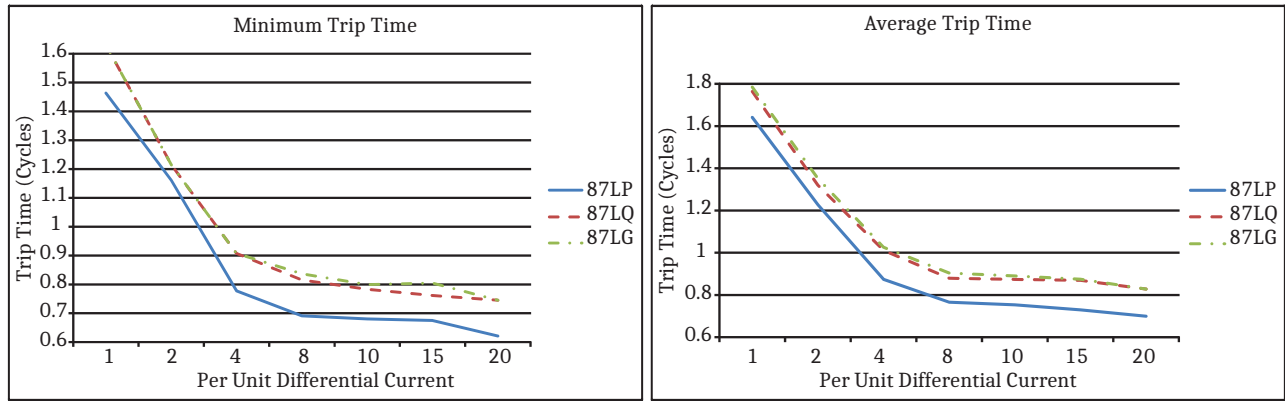 Minimum Trip Time
Trip Time (Cycles)
1.6
1.5
1.4
1.3
1.2
1.1
1
0.9
0.8
0.7
0.6
1 2 4 8 10 15 20
Per Unit Differential Current
87LP
87LQ
87LG
Average Trip Time
Trip Time (Cycles)
1.8
1.6
1.4
1.2
1
0.8
0.6
1 2 4 8 10 15 20
Per Unit Differential Current
87LP
87LQ
87LG